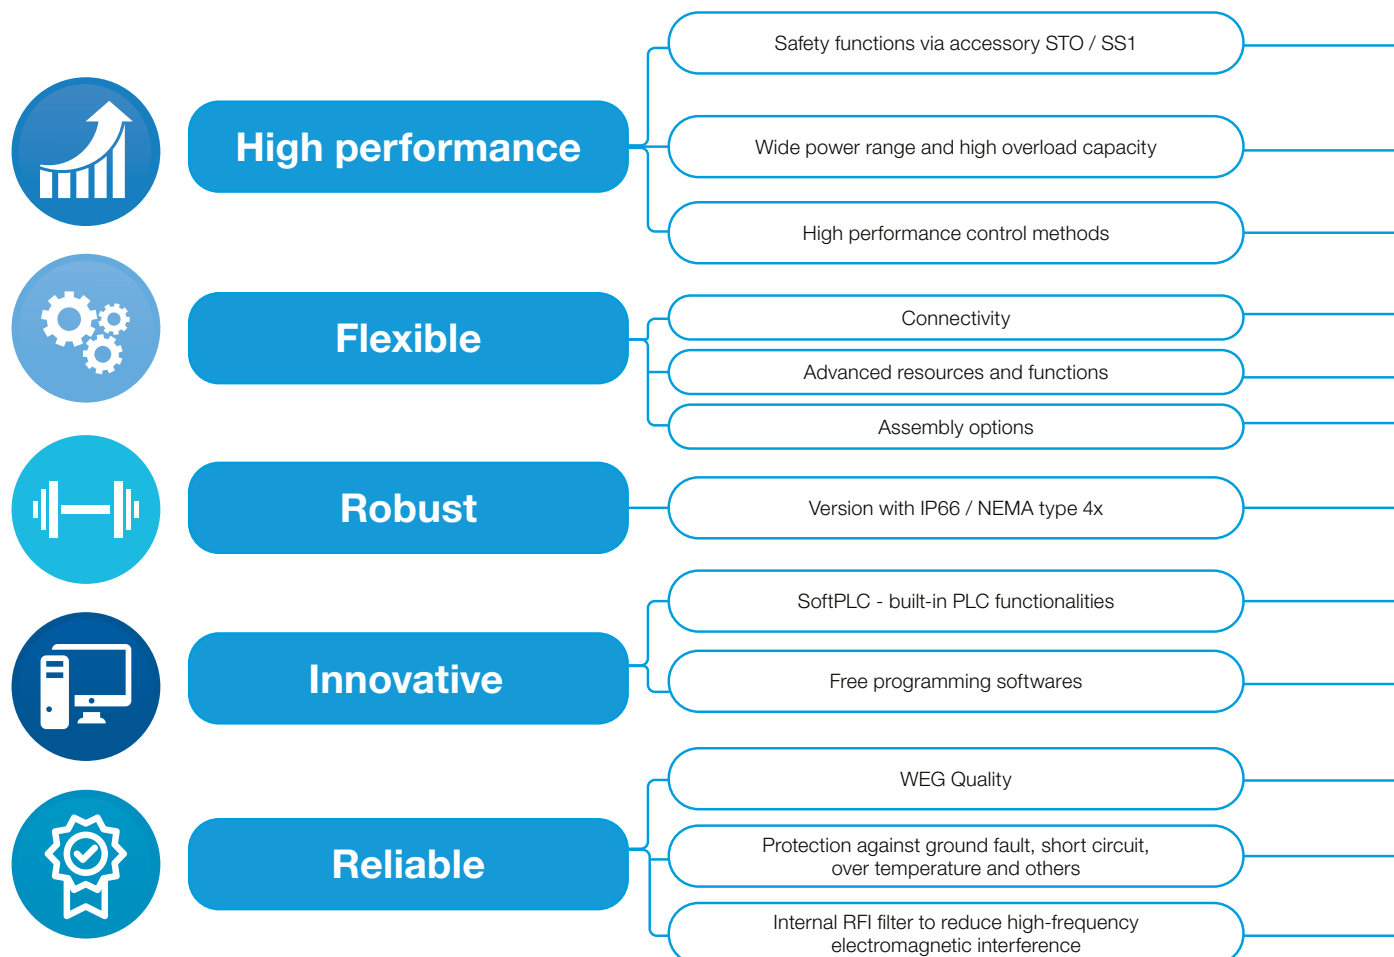 High performance
Safety functions via accessory STO / SS1
Wide power range and high overload capacity
High performance control methods
Flexible
Connectivity
Advanced resources and functions
Assembly options
Robust
Version with IP66 / NEMA type 4x
Innovative
SoftPLC - built-in PLC functionalities
Free programming softwares
Reliable
WEG Quality
Protection against ground fault, short circuit,
over temperature and others
Internal RFI filter to reduce high-frequency
electromagnetic interference